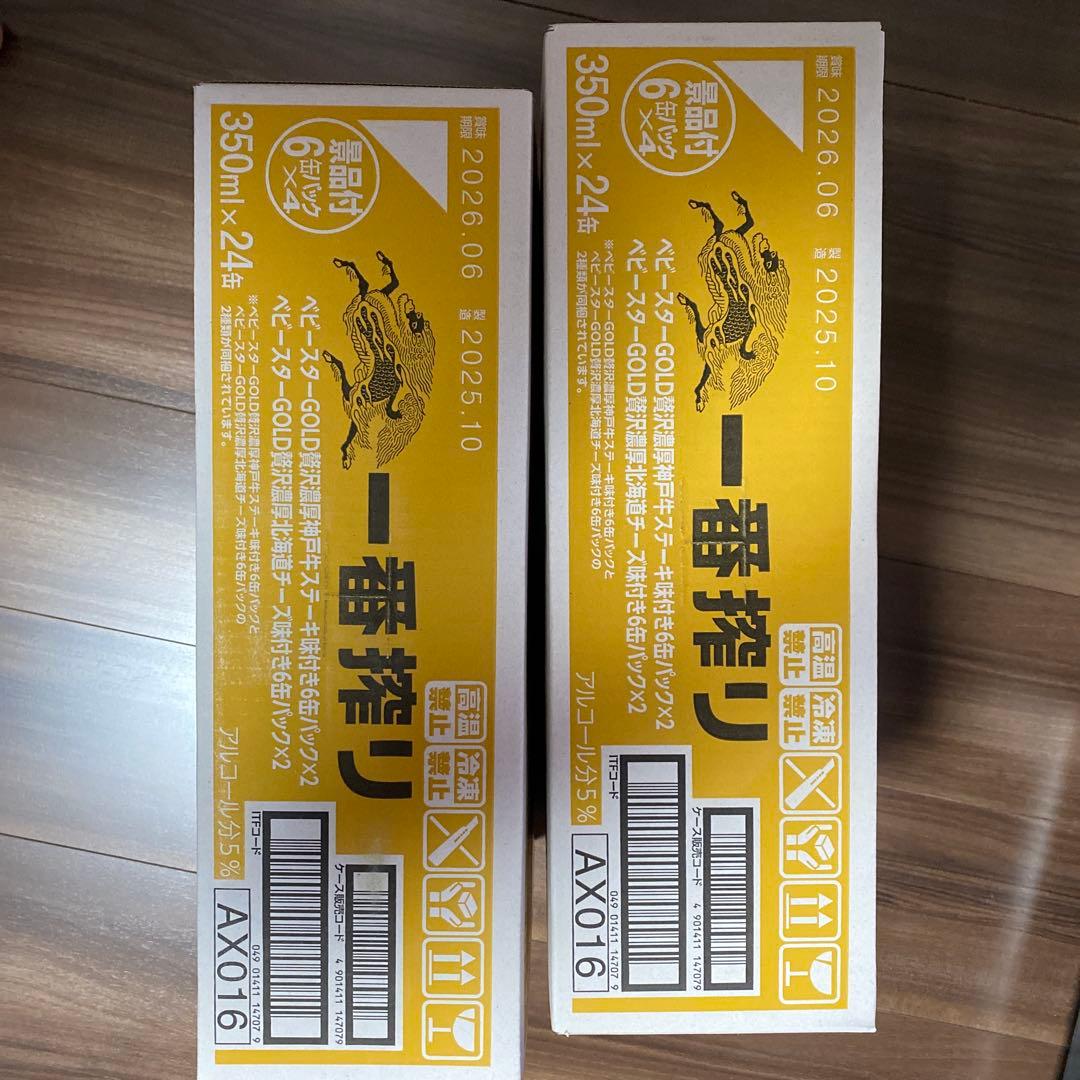 賞味期限 2026.06 製造 2025.10
景品付
6缶パック×4
一番搾り
ベビースターGOLD贅沢濃厚神戸牛ステーキ味付き6缶パック×2
ベビースターGOLD贅沢濃厚北海道チーズ味付き6缶パック×2
※ベビースターGOLD贅沢濃厚神戸牛ステーキ味付き6缶パックと
ベビースターGOLD贅沢濃厚北海道チーズ味付き6缶パックの
2種類が同梱されています。
350ml×24缶
アルコール分5%
高温禁止
冷凍禁止
ケース販売コード
4 901411 147079
ITFコード
049 01411 14707 9
AX016
賞味期限 2026.06 製造 2025.10
景品付
6缶パック×4
一番搾り
ベビースターGOLD贅沢濃厚神戸牛ステーキ味付き6缶パック×2
ベビースターGOLD贅沢濃厚北海道チーズ味付き6缶パック×2
※ベビースターGOLD贅沢濃厚神戸牛ステーキ味付き6缶パックと
ベビースターGOLD贅沢濃厚北海道チーズ味付き6缶パックの
2種類が同梱されています。
350ml×24缶
アルコール分5%
高温禁止
冷凍禁止
ケース販売コード
4 901411 147079
ITFコード
049 01411 14707 9
AX016